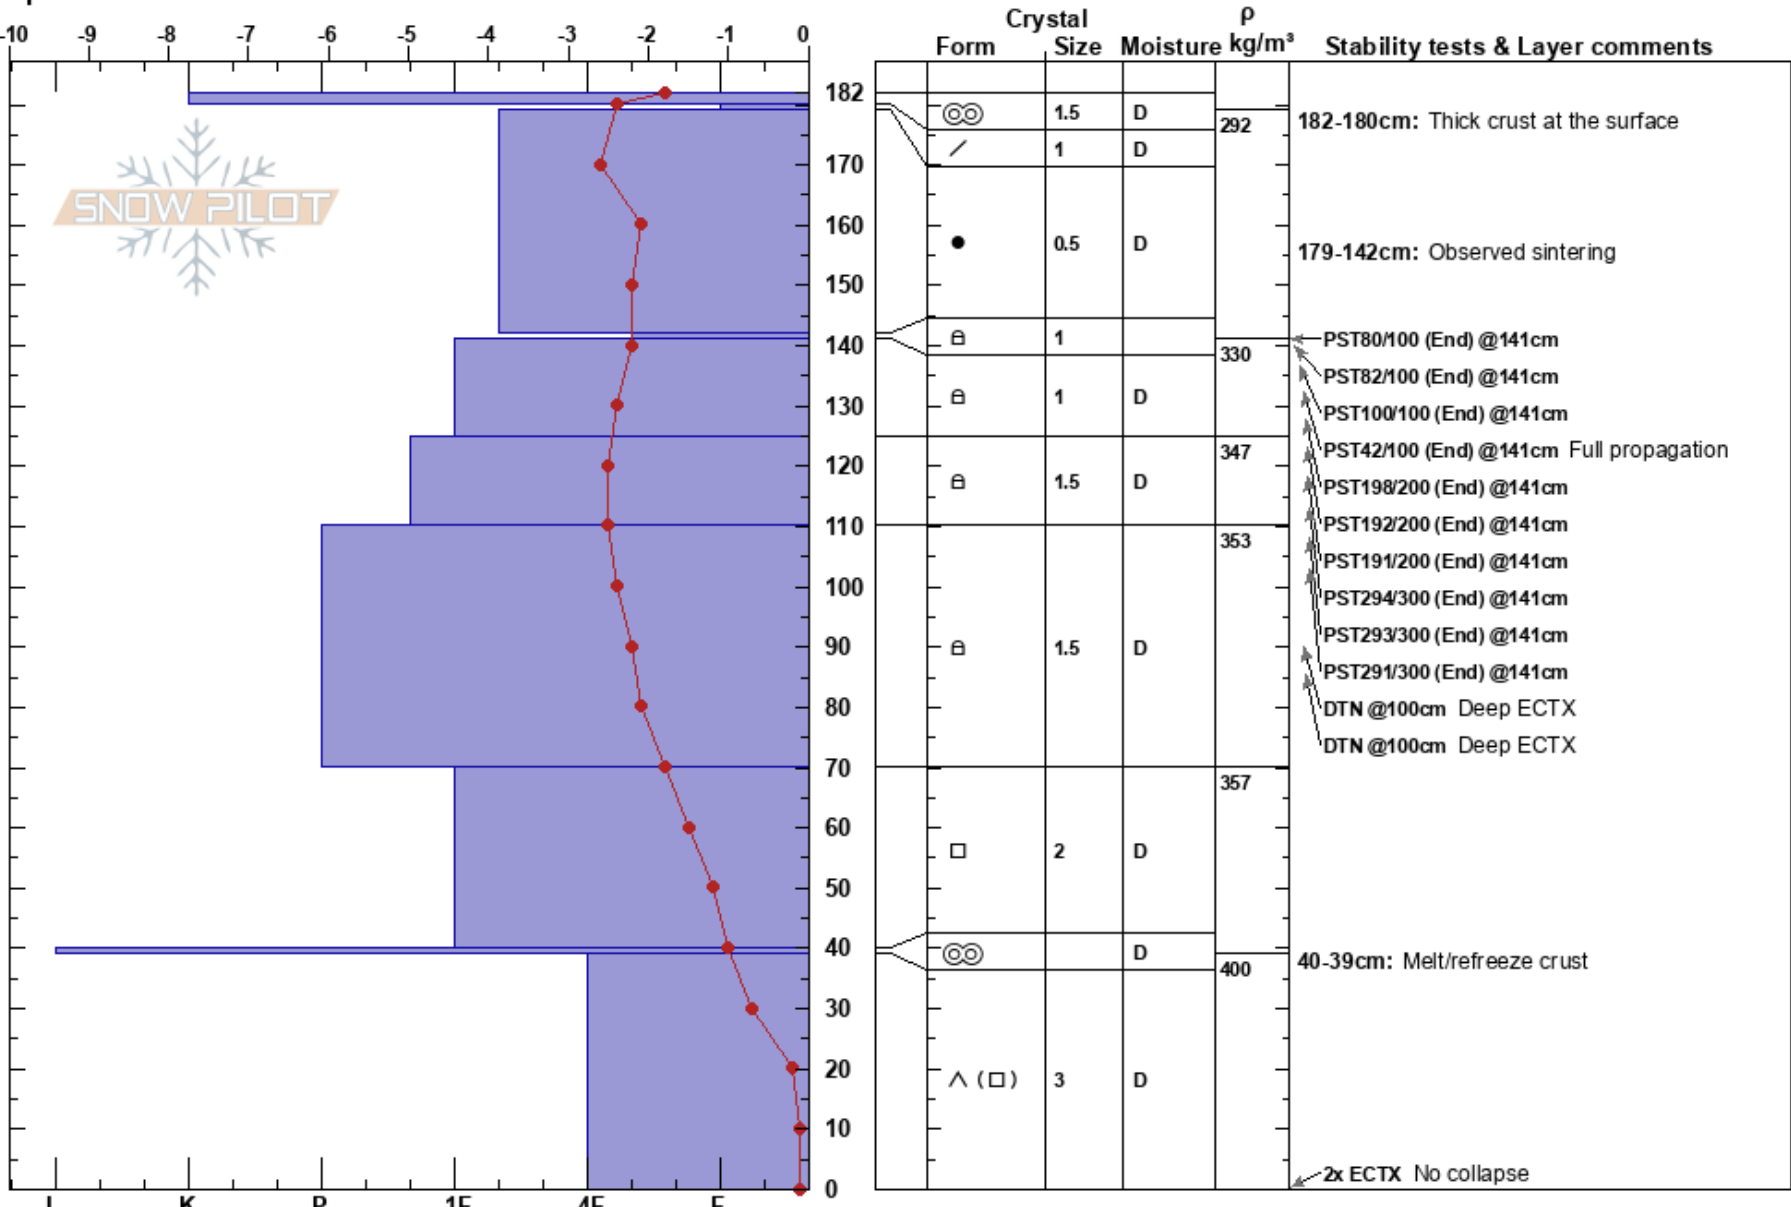 Crystal ρ
-10 -9 -8 -7 -6 -5 -4 -3 -2 -1 0 Form Size Moisture kg/m³ Stability tests & Layer comments
182
1.5 D 292 182-180cm: Thick crust at the surface
1 D
170
SNOW PILOT
160
0.5 D 179-142cm: Observed sintering
150
140 1 330 PST80/100 (End) @141cm
PST82/100 (End) @141cm
130 1 D PST100/100 (End) @141cm
347 PST42/100 (End) @141cm Full propagation
120 1.5 D PST198/200 (End) @141cm
110 353 PST192/200 (End) @141cm
PST191/200 (End) @141cm
100 PST294/300 (End) @141cm
90 1.5 D PST293/300 (End) @141cm
PST291/300 (End) @141cm
80 DTN @100cm Deep ECTX
DTN @100cm Deep ECTX
70 357
60
2 D
50
40 D 400 40-39cm: Melt/refreeze crust
30
20
( ) 3 D
10
2x ECTX No collapse
0
I K P 1F 4F F